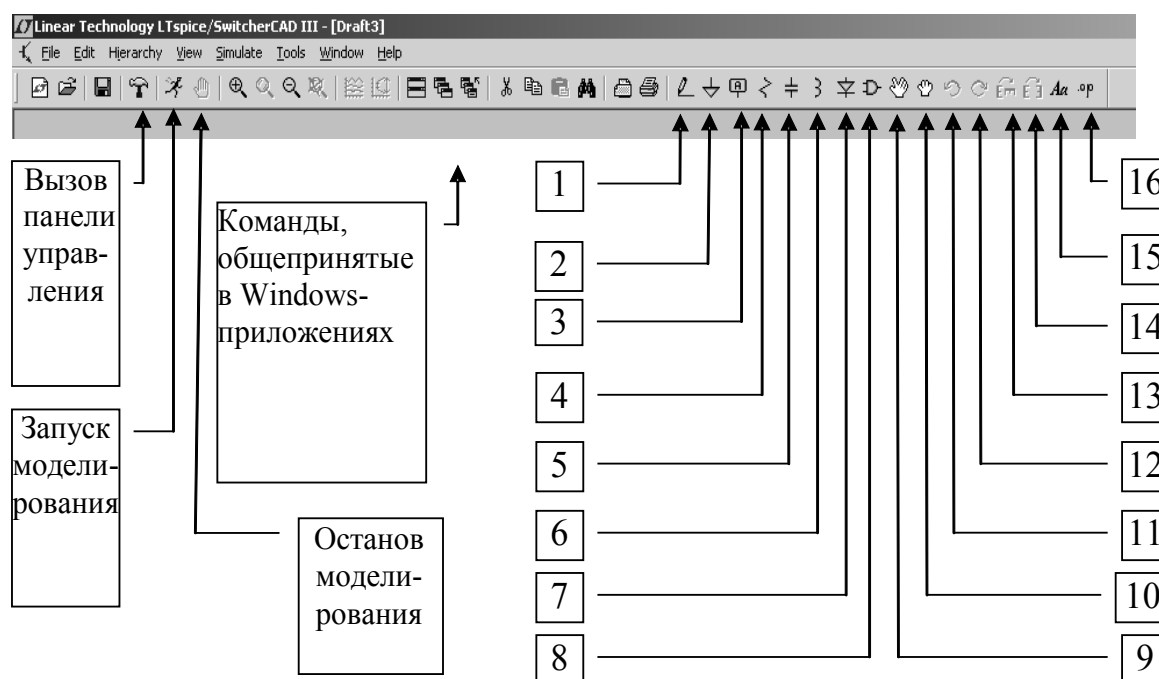 Linear Technology LTspice/SwitcherCAD III - [Draft3]
File Edit Hierarchy View Simulate Tools Window Help
Aa .op
Вызов
панели
управ-
ления
Запуск
модели-
рования
Команды,
общепринятые
в Windows-
приложениях
Останов
модели-
рования
1
2
3
4
5
6
7
8
16
15
14
13
12
11
10
9